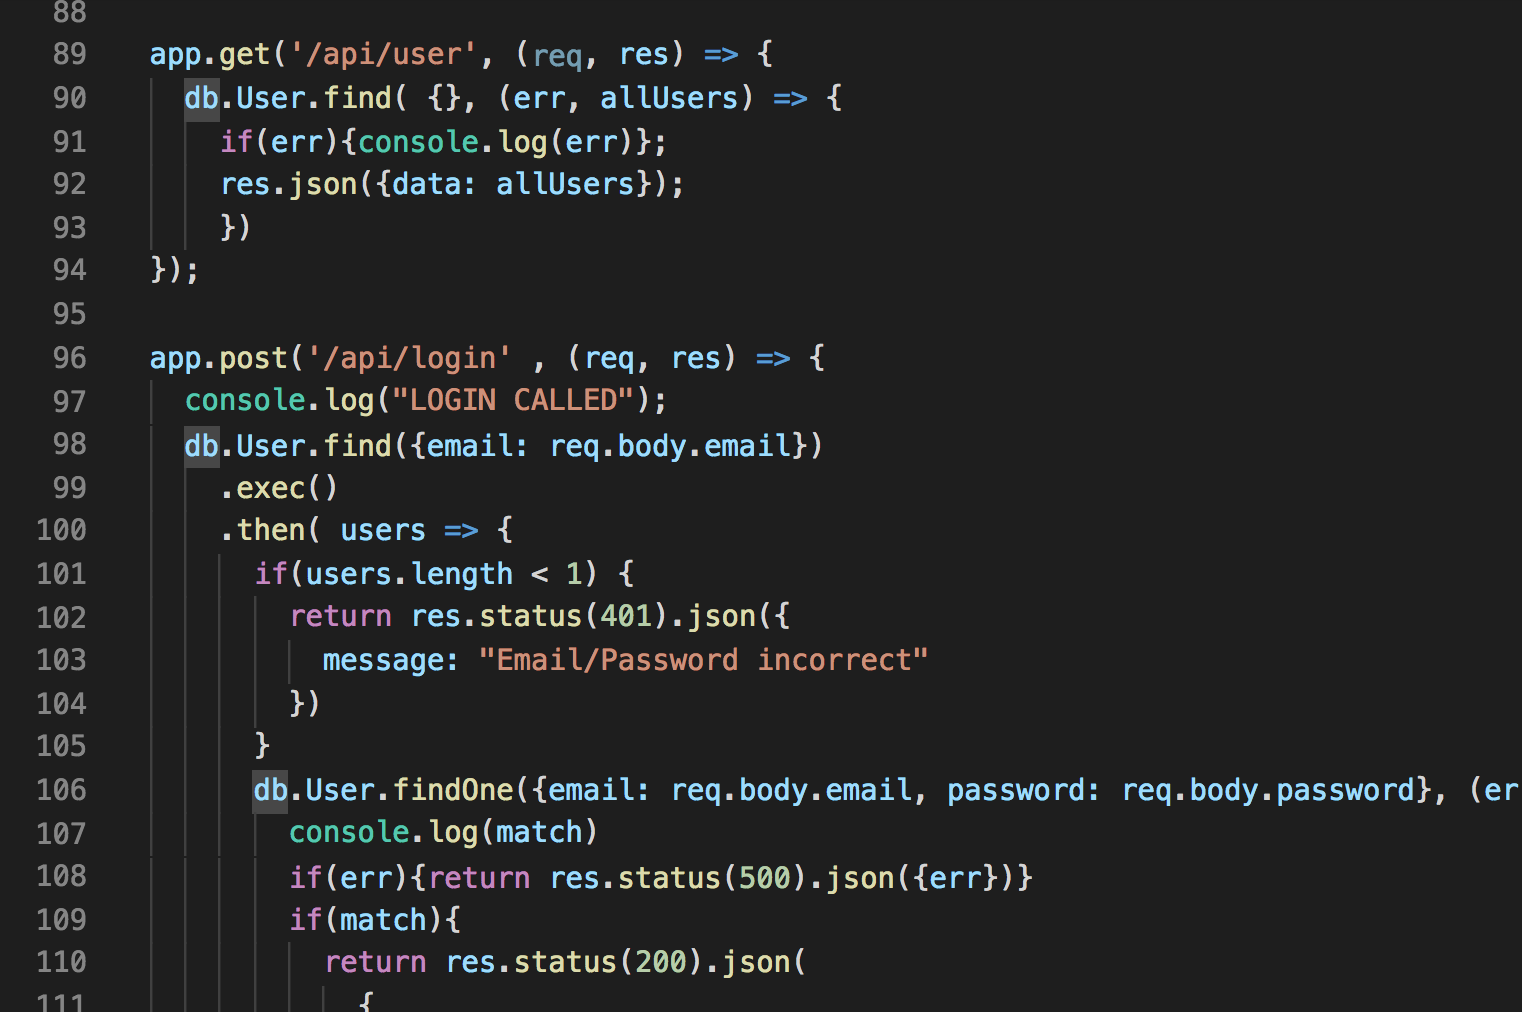 88
89 app.get('/api/user', (req, res) => {
90 db.User.find( {}, (err, allUsers) => {
91 if(err){console.log(err)};
92 res.json({data: allUsers});
93 })
94 });
95
96 app.post('/api/login' , (req, res) => {
97 console.log("LOGIN CALLED");
98 db.User.find({email: req.body.email})
99 .exec()
100 .then( users => {
101 if(users.length < 1) {
102 return res.status(401).json({
103 message: "Email/Password incorrect"
104 })
105 }
106 db.User.findOne({email: req.body.email, password: req.body.password}, (er
107 console.log(match)
108 if(err){return res.status(500).json({err})}
109 if(match){
110 return res.status(200).json(
111 {